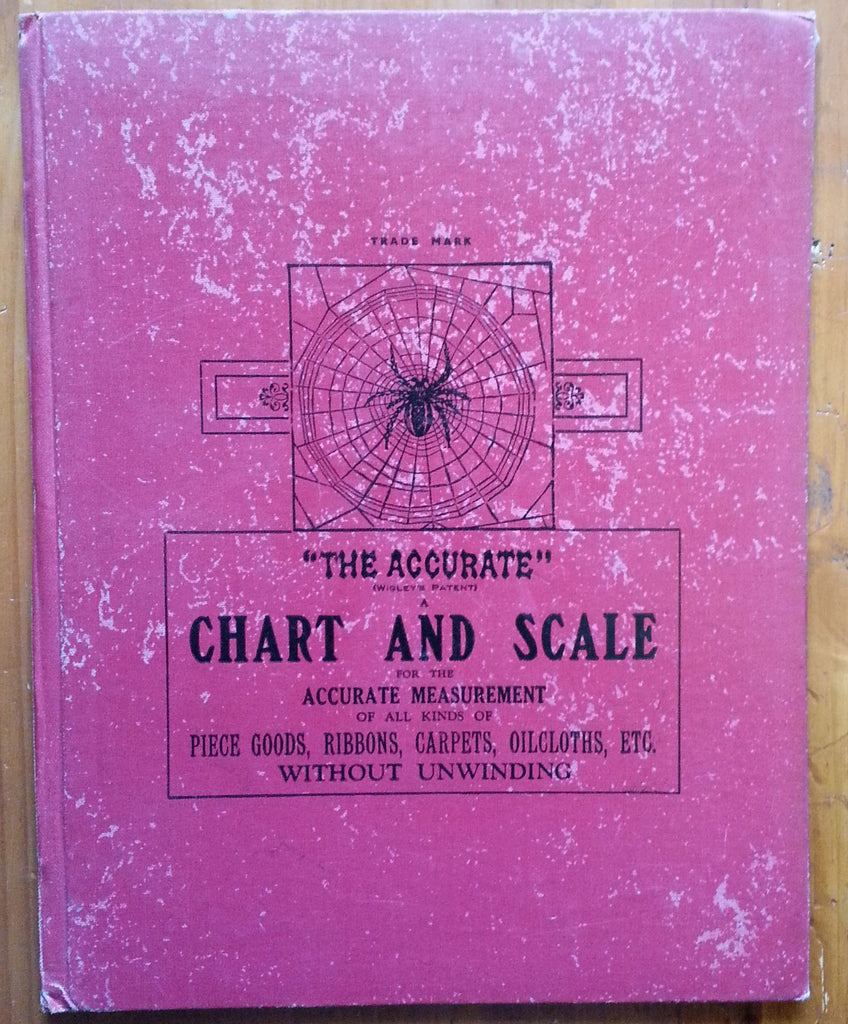 TRADE MARK
"THE ACCURATE"
(WIGLEY'S PATENT)
A
CHART AND SCALE
FOR THE
ACCURATE MEASUREMENT
OF ALL KINDS OF
PIECE GOODS, RIBBONS, CARPETS, OILCLOTHS, ETC.
WITHOUT UNWINDING